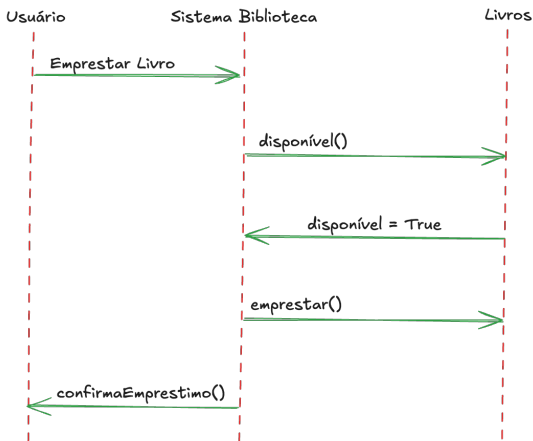 Usuário
Sistema Biblioteca
Livros
Emprestar Livro
disponível()
disponível = True
emprestar()
confirmaEmprestimo()